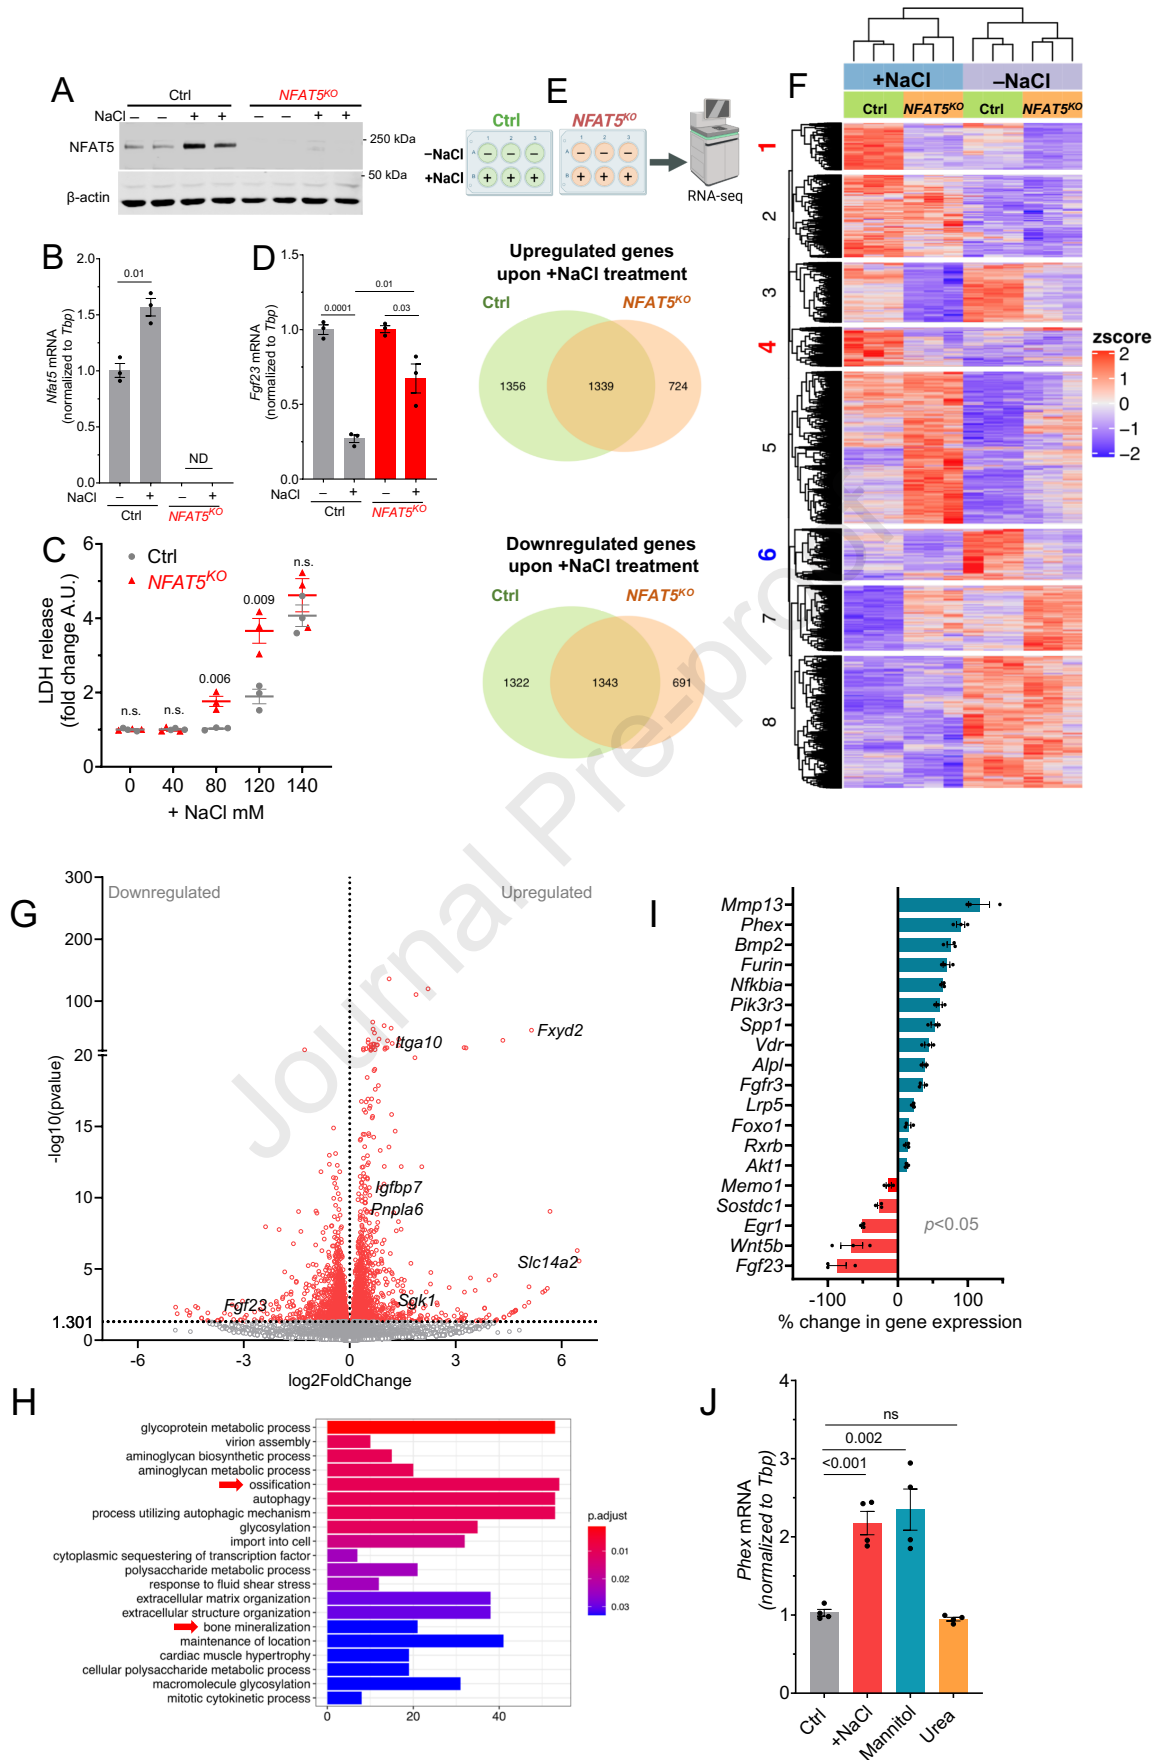 A
Ctrl
NFAT5KO
NaCl – – + + – – + +
NFAT5
- 250 kDa
- 50 kDa
β-actin
B
Nfat5 mRNA
(normalized to Tbp)
2.0
1.5
1.0
0.5
0.0
0.01
ND
NaCl – + – +
Ctrl
NFAT5KO
D
Fgf23 mRNA
(normalized to Tbp)
1.5
1.0
0.5
0.0
0.01
0.0001
0.03
NaCl – + – +
Ctrl
NFAT5KO
C
LDH release
(fold change A.U.)
6
4
2
0
Ctrl
NFAT5KO
n.s.
n.s.
0.006
0.009
n.s.
0 40 80 120 140
+ NaCl mM
E
Ctrl
NFAT5KO
1 2 3
1 2 3
A
B
–NaCl
– – –
– – –
+NaCl
+ + +
+ + +
RNA-seq
Upregulated genes
upon +NaCl treatment
Ctrl
NFAT5KO
1356 1339 724
Downregulated genes
upon +NaCl treatment
Ctrl
NFAT5KO
1322 1343 691
F
+NaCl –NaCl
Ctrl NFAT5KO Ctrl NFAT5KO
1
2
3
4
5
6
7
8
zscore
2
1
0
−1
−2
G
Downregulated
Upregulated
-log10(pvalue)
300
200
100
20
15
10
5
1.301
0
Fxyd2
Itga10
Igfbp7
Pnpla6
Slc14a2
Fgf23
Sgk1
-6 -3 0 3 6
log2FoldChange
H
glycoprotein metabolic process
virion assembly
aminoglycan biosynthetic process
aminoglycan metabolic process
ossification
autophagy
process utilizing autophagic mechanism
glycosylation
import into cell
cytoplasmic sequestering of transcription factor
polysaccharide metabolic process
response to fluid shear stress
extracellular matrix organization
extracellular structure organization
bone mineralization
maintenance of location
cardiac muscle hypertrophy
cellular polysaccharide metabolic process
macromolecule glycosylation
mitotic cytokinetic process
0 20 40
p.adjust
0.01
0.02
0.03
I
Mmp13
Phex
Bmp2
Furin
Nfkbia
Pik3r3
Spp1
Vdr
Alpl
Fgfr3
Lrp5
Foxo1
Rxrb
Akt1
Memo1
Sostdc1
Egr1
Wnt5b
Fgf23
p<0.05
-100 0 100
% change in gene expression
J
Phex mRNA
(normalized to Tbp)
4
3
2
1
0
ns
0.002
<0.001
Ctrl
+NaCl
Mannitol
Urea
Journal Pre-proof